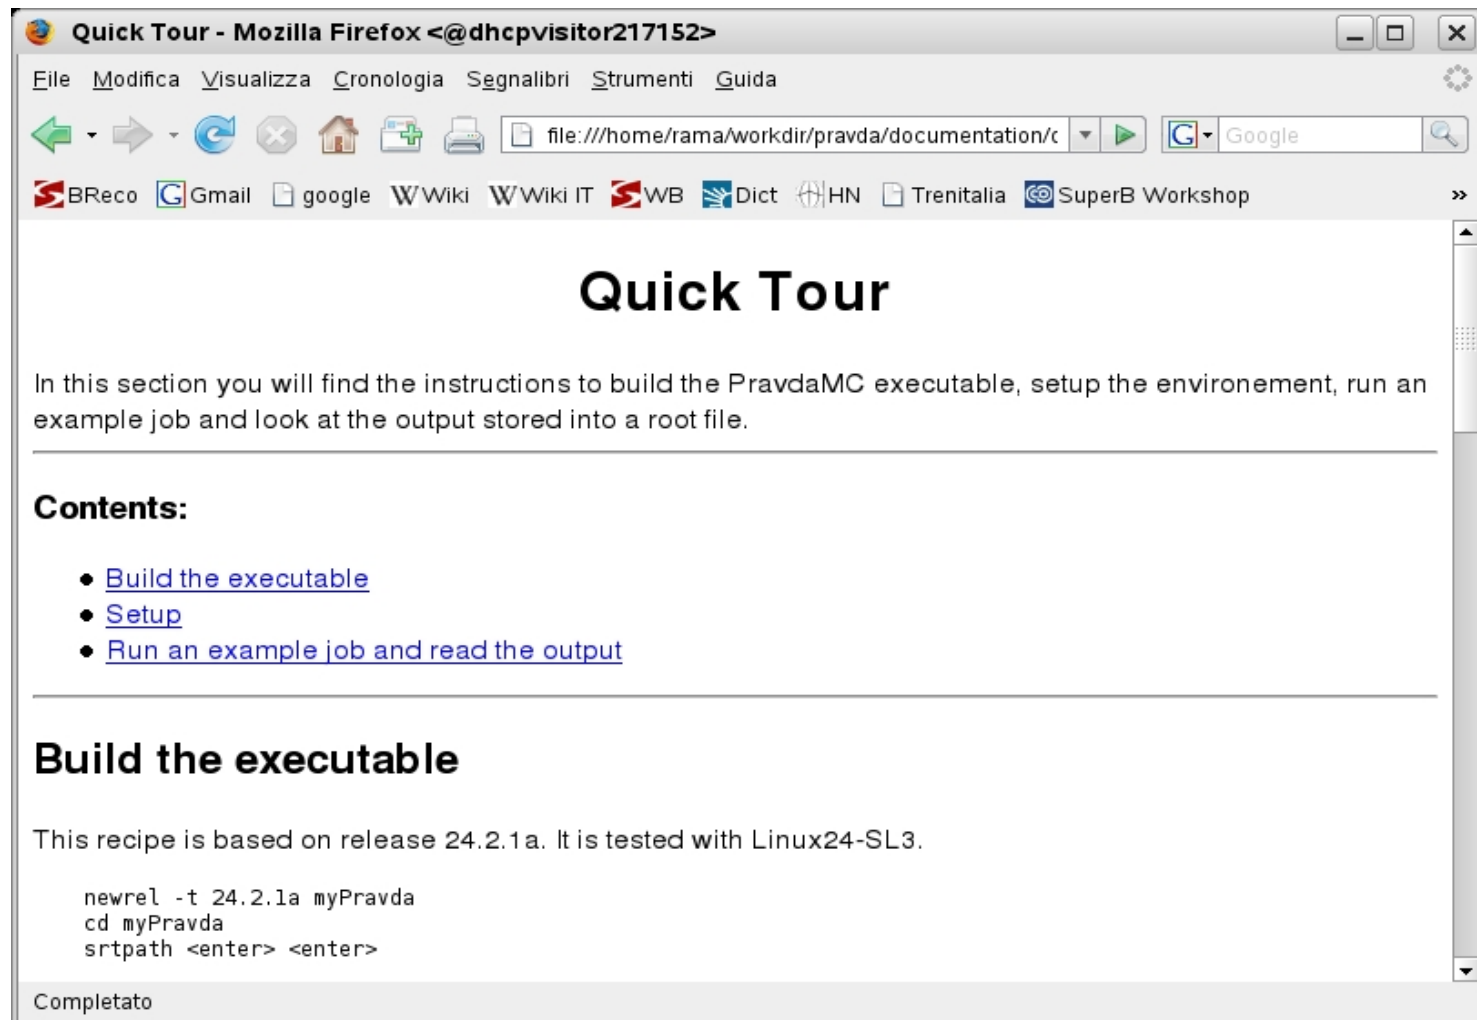 Quick Tour - Mozilla Firefox <@dhcpvisitor217152>
File Modifica Visualizza Cronologia Segnalibri Strumenti Guida
file:///home/rama/workdir/pravda/documentation/c G Google
BReco G Gmail google W Wiki W Wiki IT WB Dict HN Trenitalia SuperB Workshop »
Quick Tour
In this section you will find the instructions to build the PravdaMC executable, setup the environement, run an
example job and look at the output stored into a root file.
Contents:
• Build the executable
• Setup
• Run an example job and read the output
Build the executable
This recipe is based on release 24.2.1a. It is tested with Linux24-SL3.
newrel -t 24.2.1a myPravda
cd myPravda
srtpath <enter> <enter>
Completato